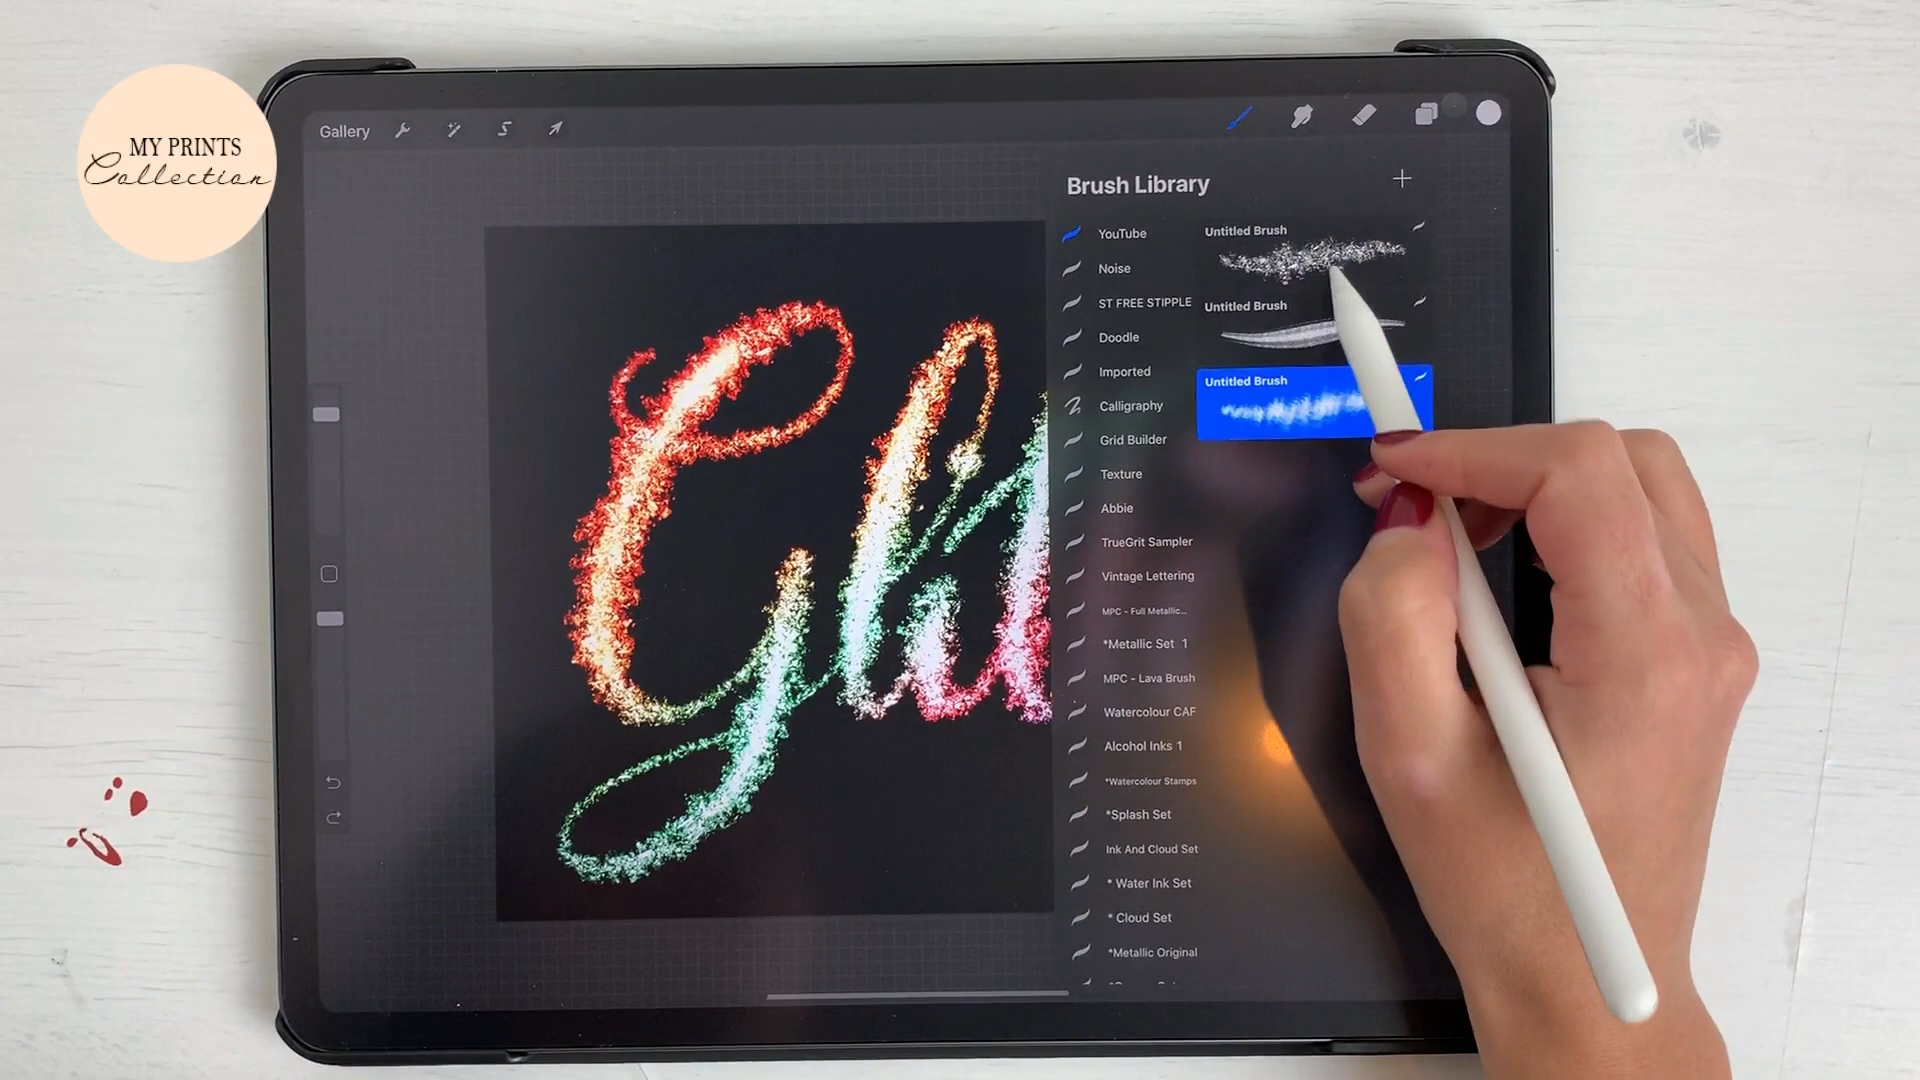 MY PRINTS
Collection
Gallery
Brush Library
YouTube
Noise
ST FREE STIPPLE
Doodle
Imported
Calligraphy
Grid Builder
Texture
Abbie
TrueGrit Sampler
Vintage Lettering
MPC - Full Metallic...
*Metallic Set 1
MPC - Lava Brush
Watercolour CAF
Alcohol Inks 1
*Watercolour Stamps
*Splash Set
Ink And Cloud Set
* Water Ink Set
* Cloud Set
*Metallic Original
Untitled Brush
Untitled Brush
Untitled Brush
Gli